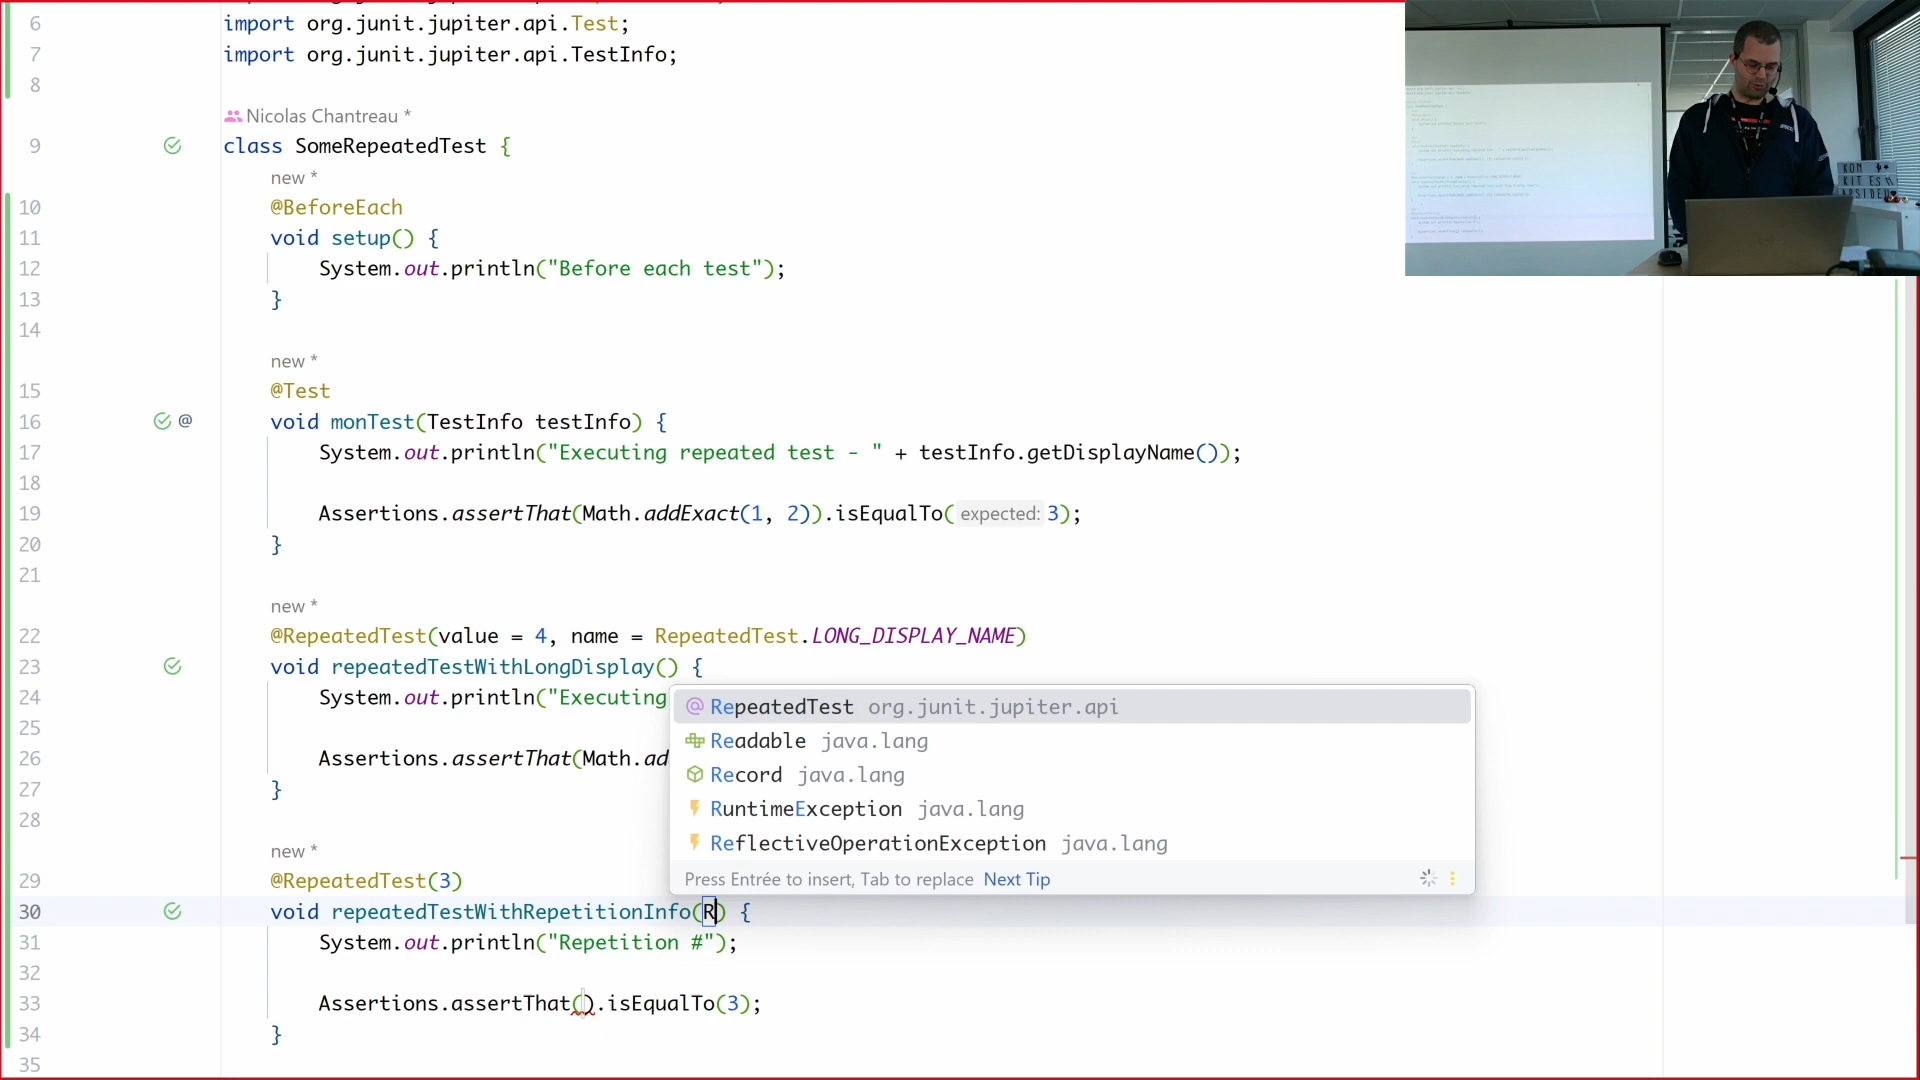 6 import org.junit.jupiter.api.Test;
7 import org.junit.jupiter.api.TestInfo;
8
Nicolas Chantreau *
9 class SomeRepeatedTest {
new *
10 @BeforeEach
11 void setup() {
12 System.out.println("Before each test");
13 }
14
new *
15 @Test
16 @ void monTest(TestInfo testInfo) {
17 System.out.println("Executing repeated test - " + testInfo.getDisplayName());
18
19 Assertions.assertThat(Math.addExact(1, 2)).isEqualTo( expected: 3);
20 }
21
new *
22 @RepeatedTest(value = 4, name = RepeatedTest.LONG_DISPLAY_NAME)
23 void repeatedTestWithLongDisplay() {
24 System.out.println("Executing
25
26 Assertions.assertThat(Math.ad
27 }
28
new *
29 @RepeatedTest(3)
30 void repeatedTestWithRepetitionInfo(R) {
31 System.out.println("Repetition #");
32
33 Assertions.assertThat().isEqualTo(3);
34 }
35
@ RepeatedTest org.junit.jupiter.api
Readable java.lang
Record java.lang
RuntimeException java.lang
ReflectiveOperationException java.lang
Press Entrée to insert, Tab to replace Next Tip
KIT ES